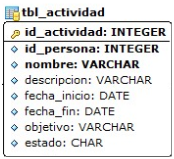 tbl_actividad
id_actividad: INTEGER
id_persona: INTEGER
nombre: VARCHAR
descripcion: VARCHAR
fecha_inicio: DATE
fecha_fin: DATE
objetivo: VARCHAR
estado: CHAR